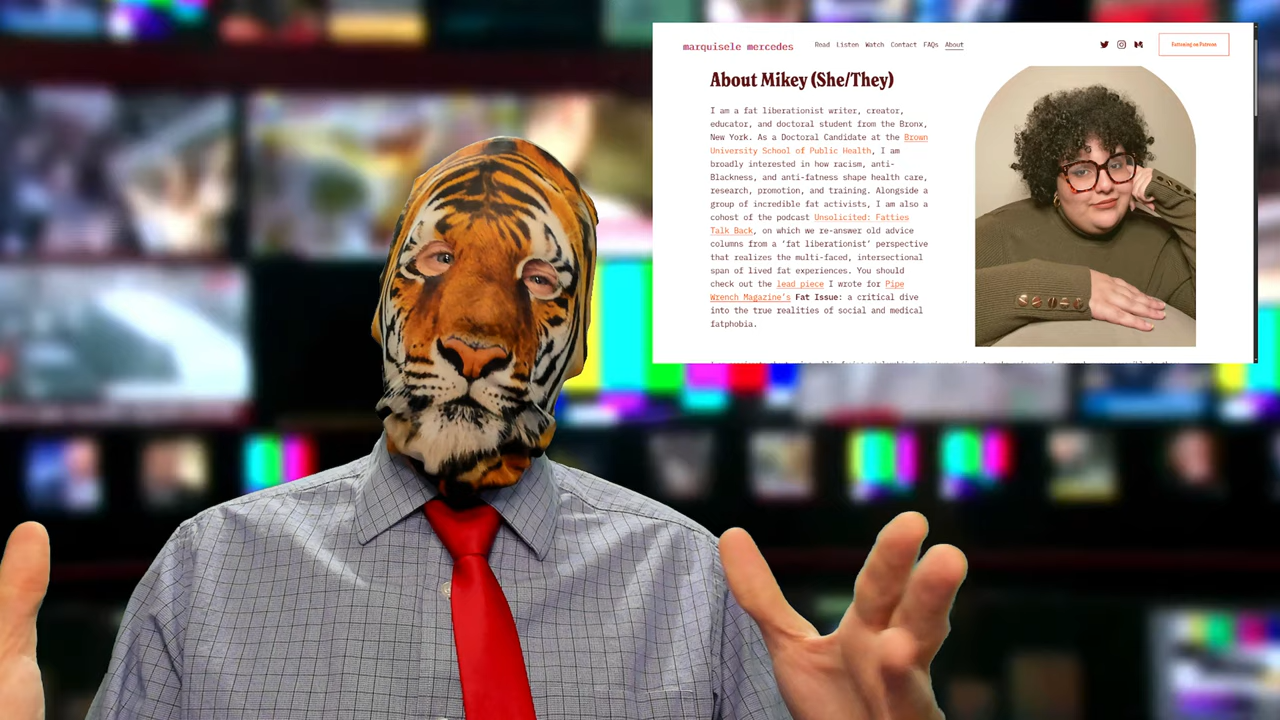 marquisele mercedes
Read Listen Watch Contact FAQs About
Fattening on Patreon
About Mikey (She/They)
I am a fat liberationist writer, creator,
educator, and doctoral student from the Bronx,
New York. As a Doctoral Candidate at the Brown
University School of Public Health, I am
broadly interested in how racism, anti-
Blackness, and anti-fatness shape health care,
research, promotion, and training. Alongside a
group of incredible fat activists, I am also a
cohost of the podcast Unsolicited: Fatties
Talk Back, on which we re-answer old advice
columns from a ‘fat liberationist’ perspective
that realizes the multi-faced, intersectional
span of lived fat experiences. You should
check out the lead piece I wrote for Pipe
Wrench Magazine’s Fat Issue: a critical dive
into the true realities of social and medical
fatphobia.